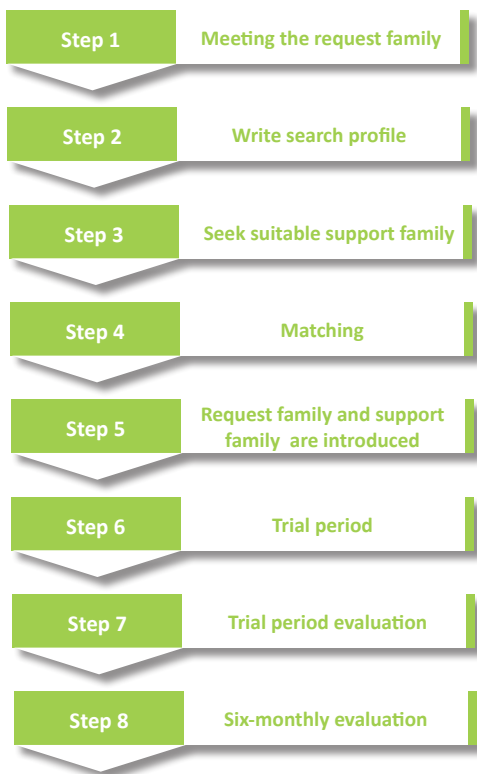 Step 1
Meeting the request family
Step 2
Write search profile
Step 3
Seek suitable support family
Step 4
Matching
Step 5
Request family and support
family are introduced
Step 6
Trial period
Step 7
Trial period evaluation
Step 8
Six-monthly evaluation